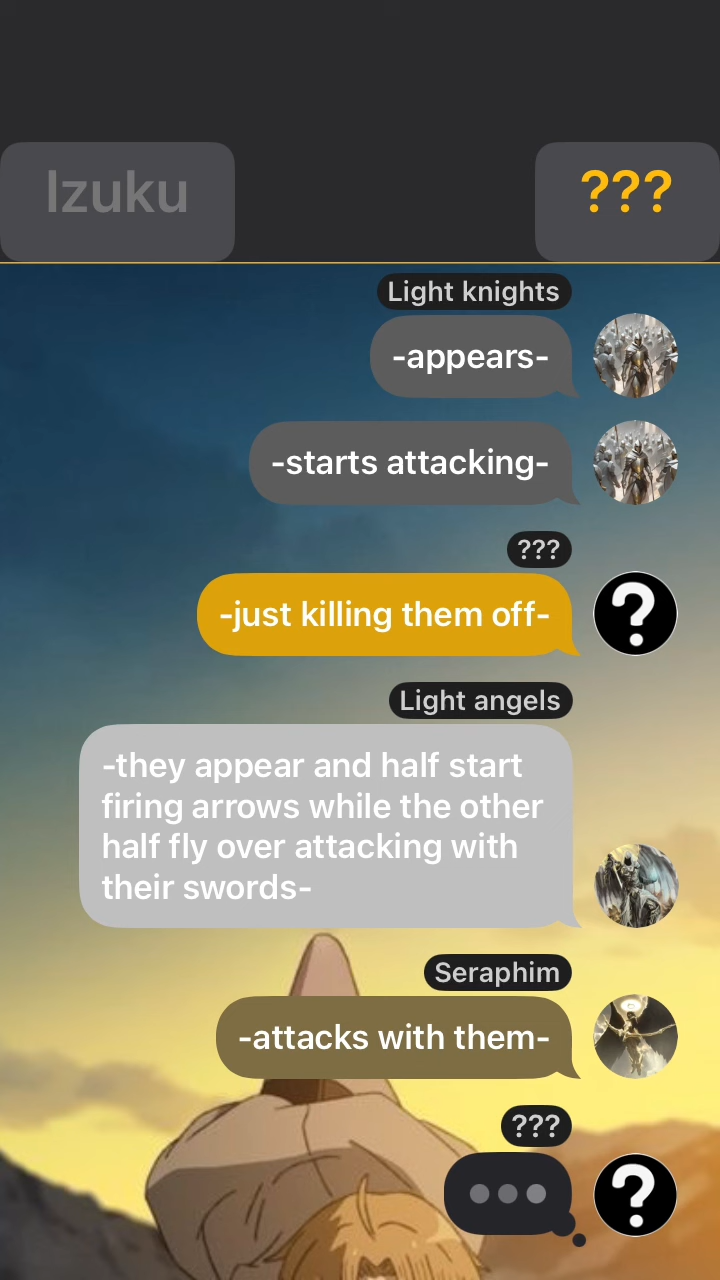 Izuku
???
Light knights
-appears-
-starts attacking-
???
-just killing them off-
Light angels
-they appear and half start
firing arrows while the other
half fly over attacking with
their swords-
Seraphim
-attacks with them-
???